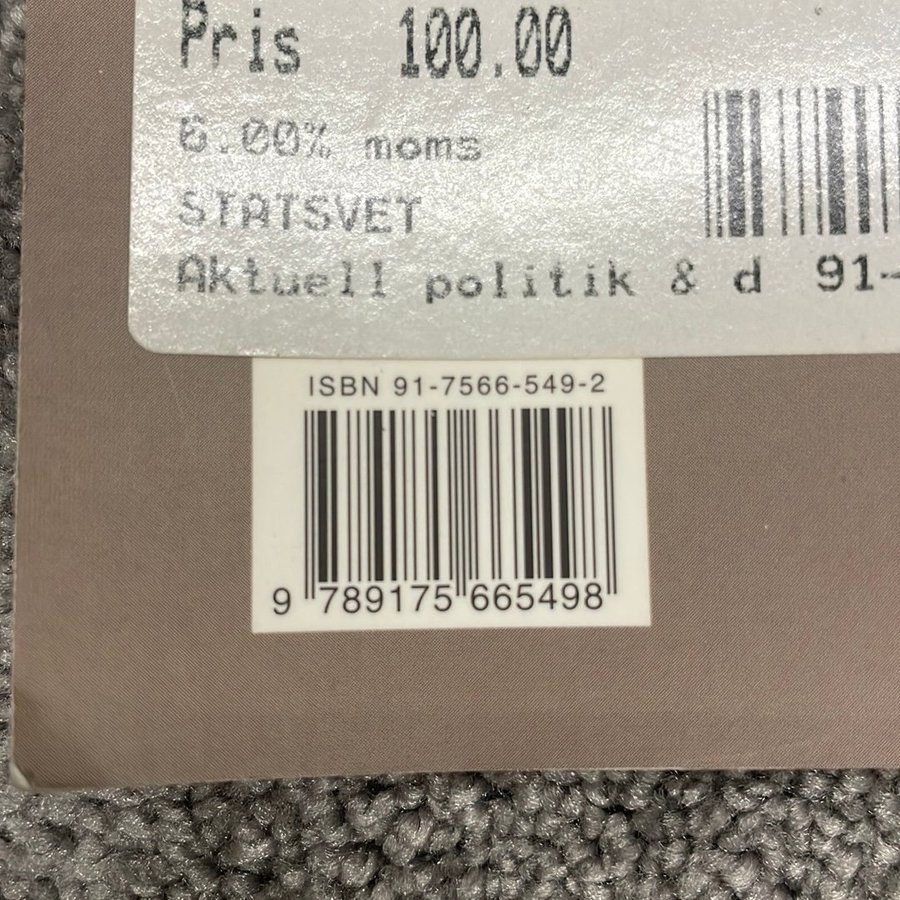 Pris 100.00
6.00% moms
STATSVET
Aktuell politik & d 91-
ISBN 91-7566-549-2
9 789175 665498